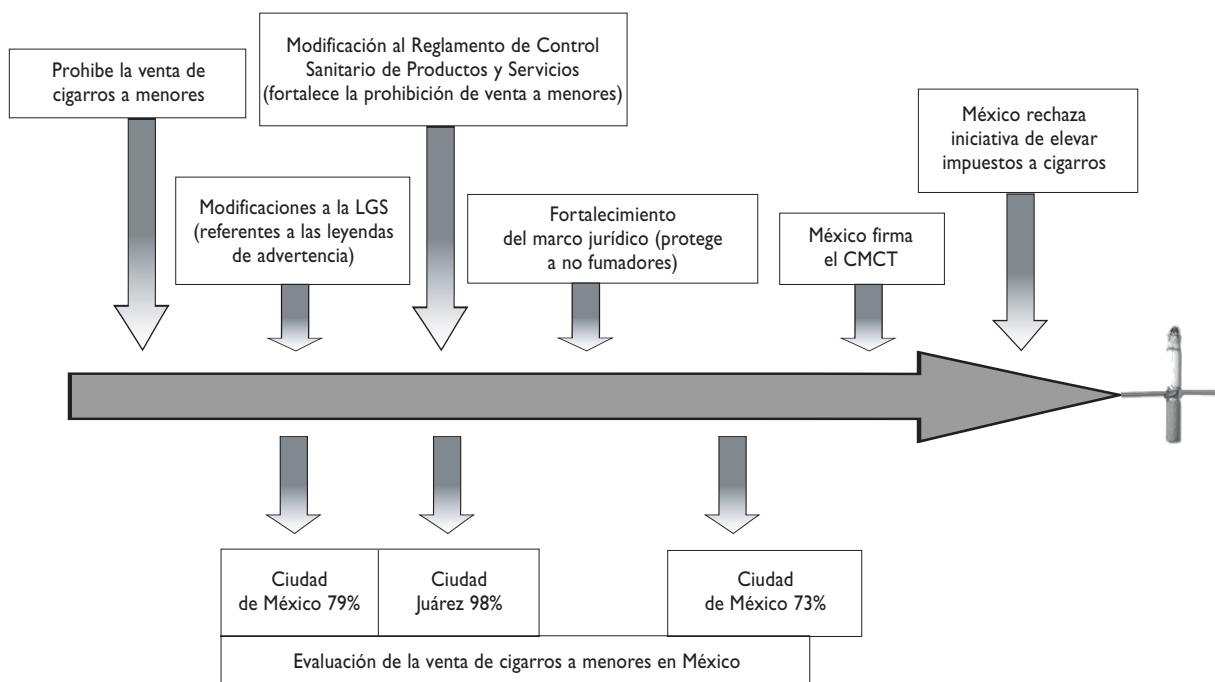 Prohibe la venta de
cigarros a menores
Modificación al Reglamento de Control
Sanitario de Productos y Servicios
(fortalece la prohibición de venta a menores)
México rechaza
iniciativa de elevar
impuestos a cigarros
Modificaciones a la LGS
(referentes a las leyendas
de advertencia)
Fortalecimiento
del marco jurídico (protege
a no fumadores)
México firma
el CMCT
Ciudad
de México 79%
Ciudad
Juárez 98%
Ciudad
de México 73%
Evaluación de la venta de cigarros a menores en México